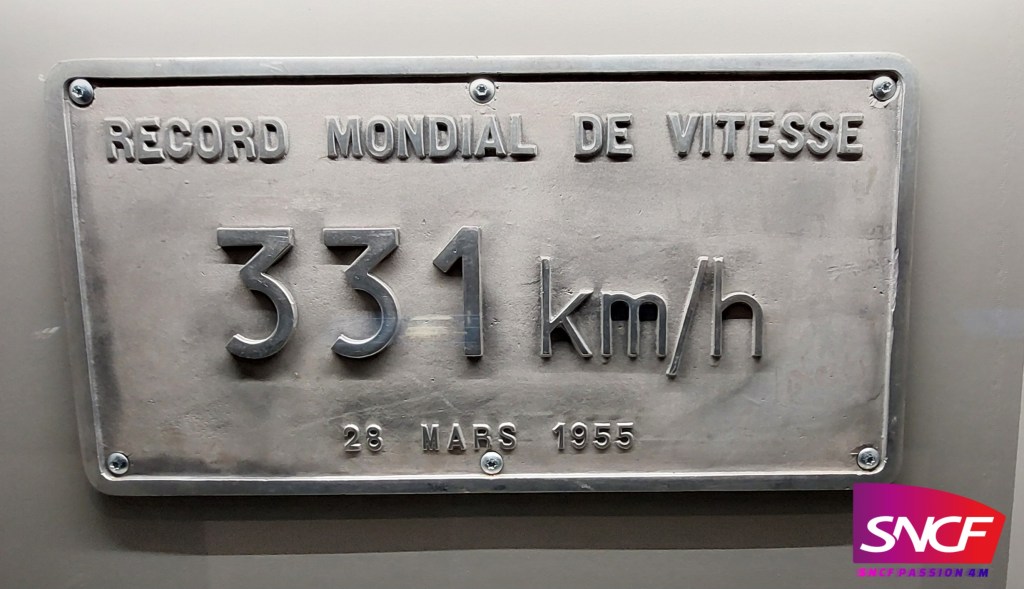 RECORD MONDIAL DE VITESSE
331 km/h
28 MARS 1955
SNCF
SNCF PASSION 4M